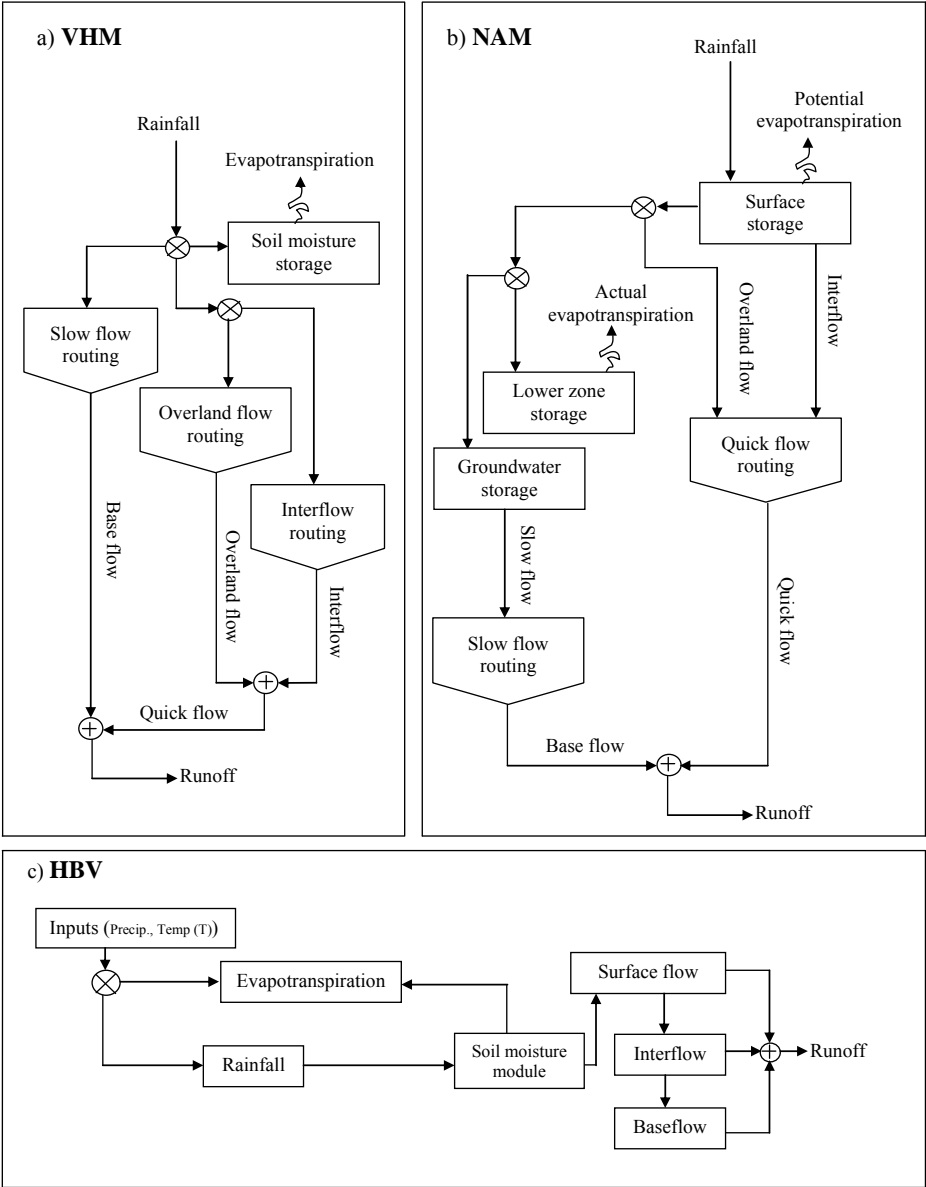 a) VHM
Rainfall
Evapotranspiration
Soil moisture
storage
Slow flow
routing
Overland flow
routing
Interflow
routing
Base flow
Overland flow
Interflow
Quick flow
Runoff
b) NAM
Rainfall
Potential
evapotranspiration
Surface
storage
Actual
evapotranspiration
Overland flow
Interflow
Lower zone
storage
Quick flow
routing
Groundwater
storage
Slow flow
Slow flow
routing
Quick flow
Base flow
Runoff
c) HBV
Inputs (Precip., Temp (T))
Evapotranspiration
Surface flow
Rainfall
Soil moisture
module
Interflow
Runoff
Baseflow